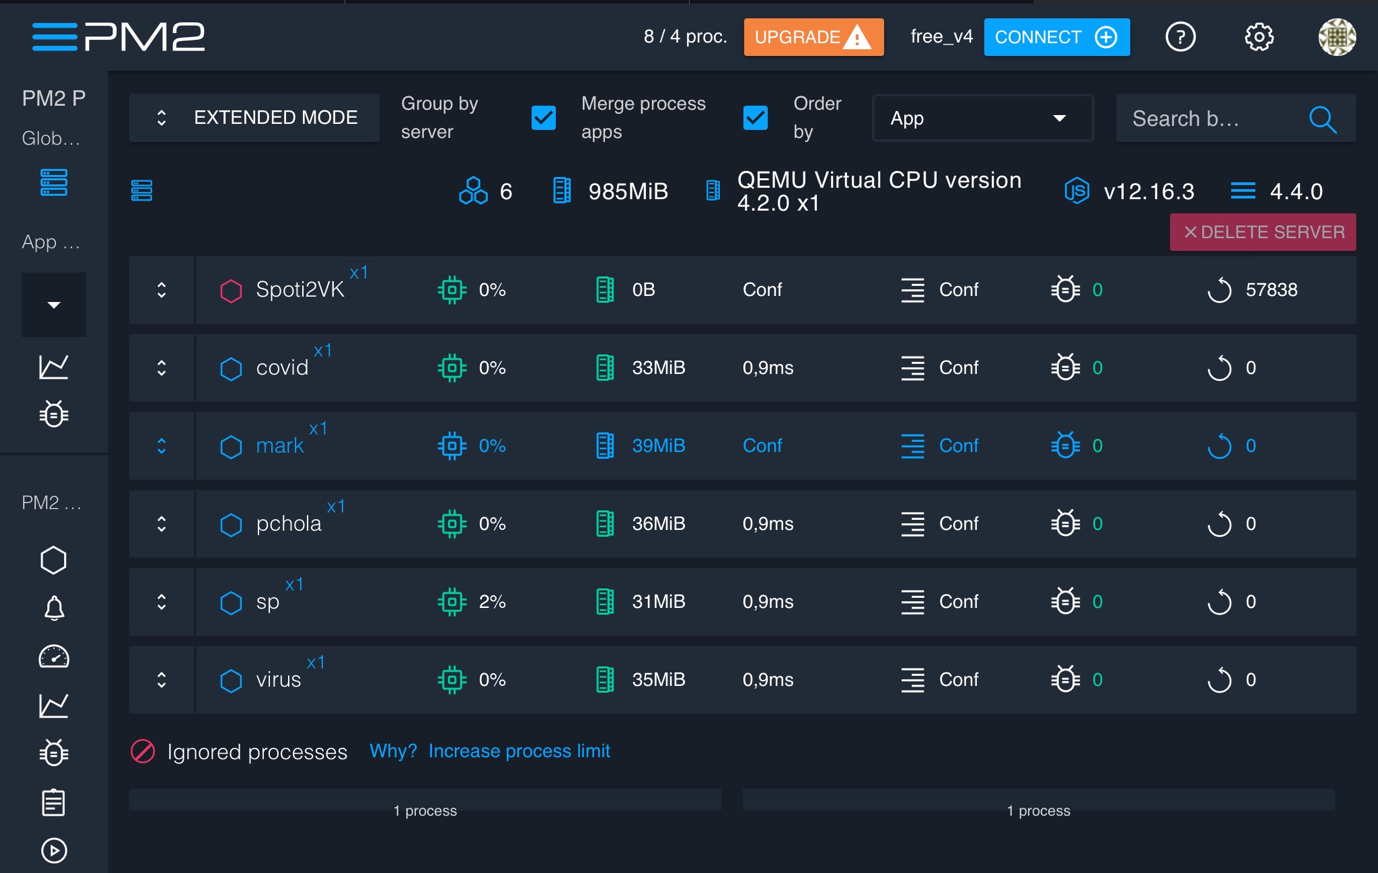 PM2
8 / 4 proc.
UPGRADE
free_v4
CONNECT
PM2 P
Glob...
App ...
PM2 ...
EXTENDED MODE
Group by
server
Merge process
apps
Order
by
App
Search b...
6
985MiB
QEMU Virtual CPU version
4.2.0 x1
JS
v12.16.3
4.4.0
DELETE SERVER
Spoti2VK x1 0% 0B Conf Conf 0 57838
covid x1 0% 33MiB 0,9ms Conf 0 0
mark x1 0% 39MiB Conf Conf 0 0
pchola x1 0% 36MiB 0,9ms Conf 0 0
sp x1 2% 31MiB 0,9ms Conf 0 0
virus x1 0% 35MiB 0,9ms Conf 0 0
Ignored processes Why? Increase process limit
1 process
1 process